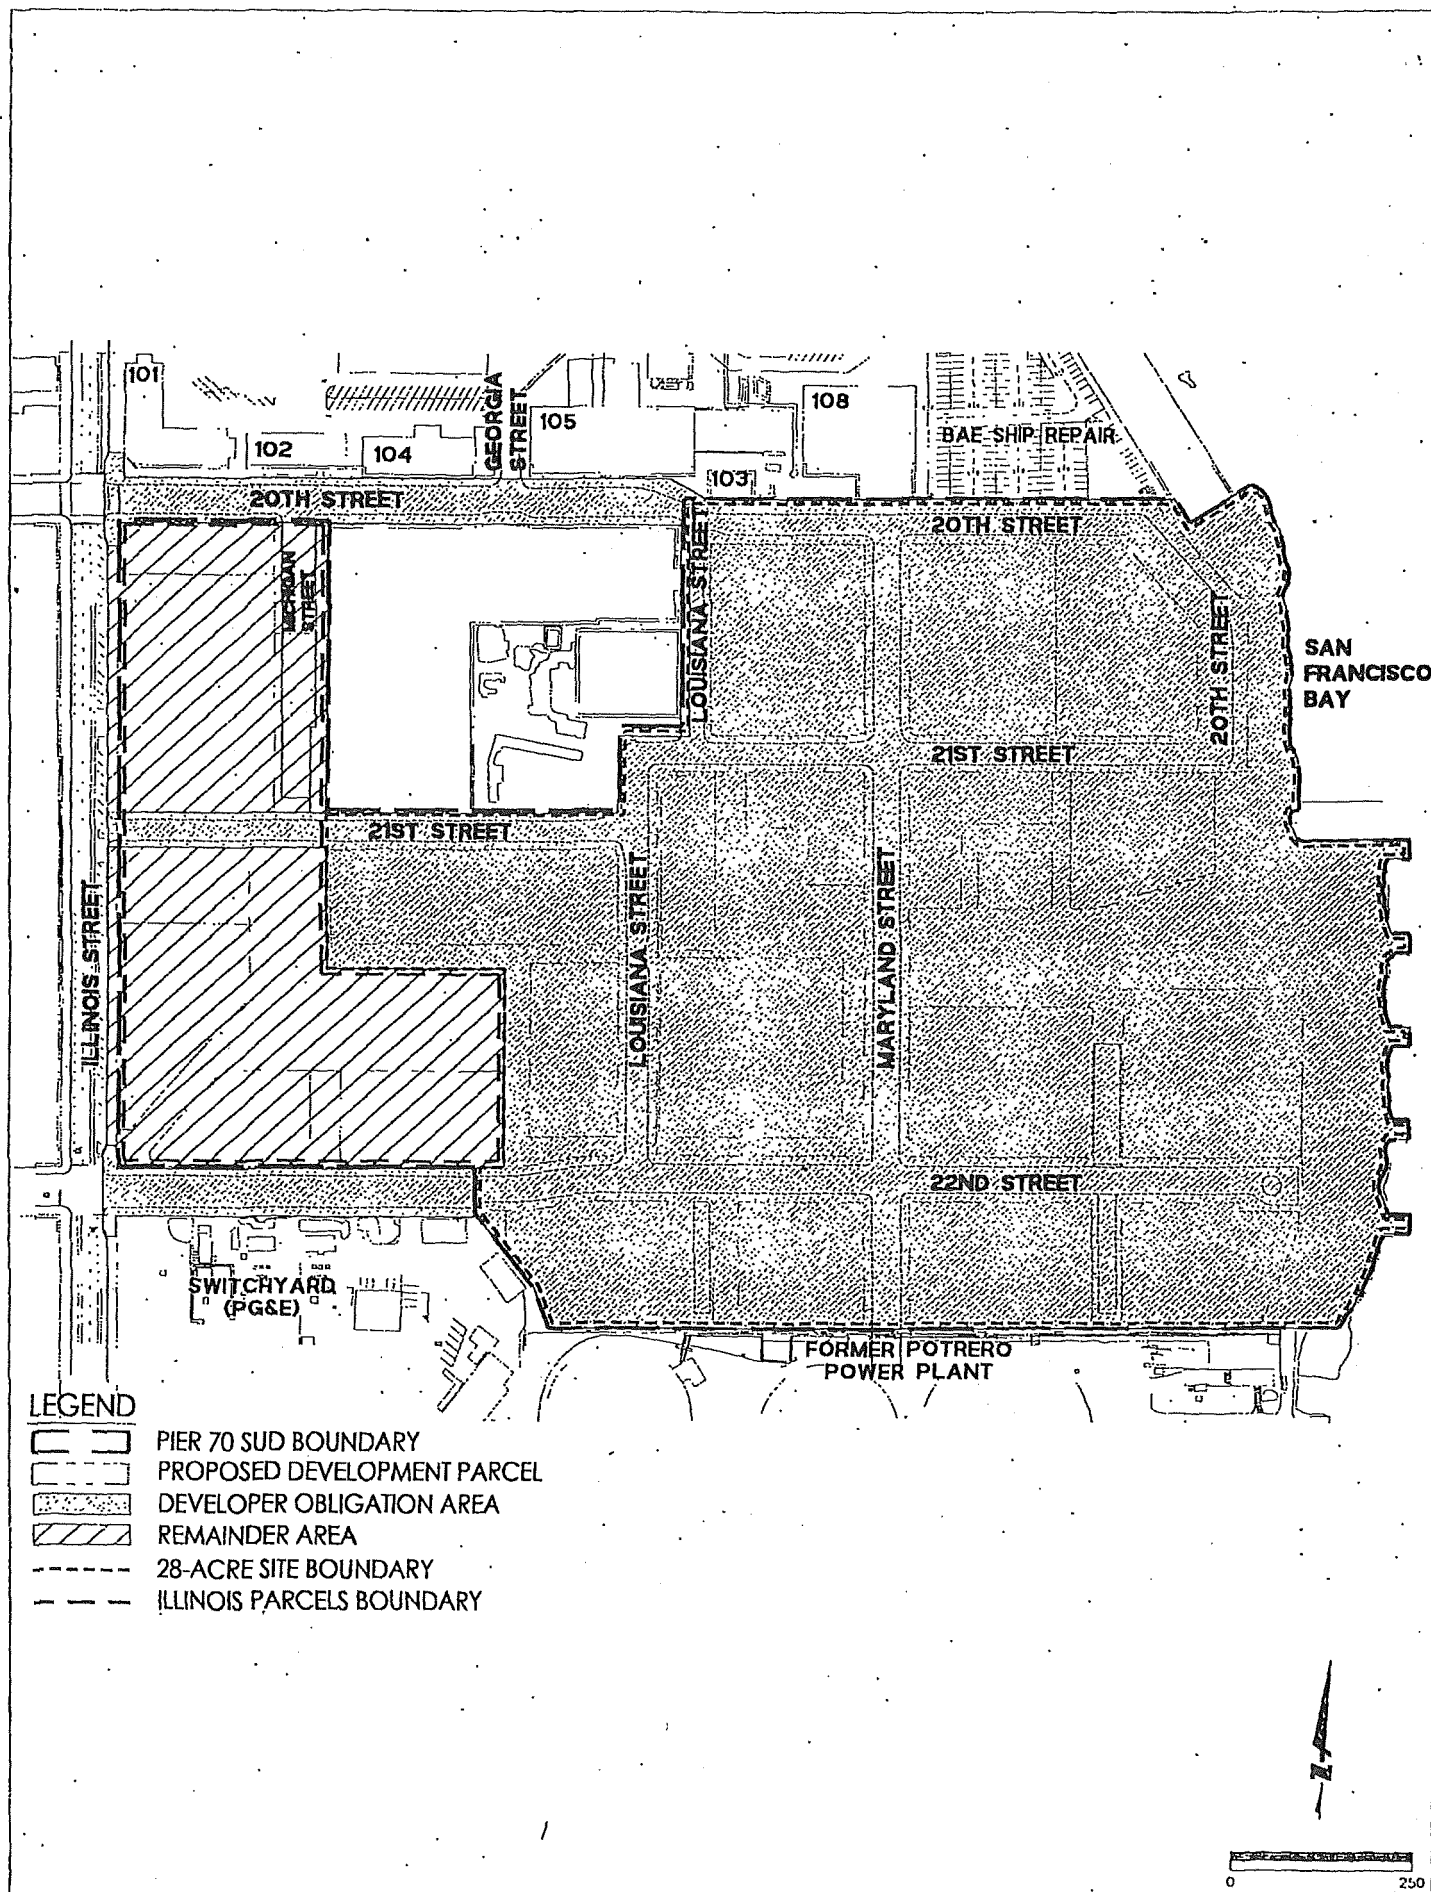 101
102
104
GEORGIA
STREET
105
108
103
BAE SHIP REPAIR
20TH STREET
20TH STREET
MICHIGAN
STREET
LOUISIANA STREET
20TH STREET
SAN
FRANCISCO
BAY
21ST STREET
21ST STREET
ILLINOIS STREET
LOUISIANA STREET
MARYLAND STREET
22ND STREET
SWITCHYARD
(PG&E)
FORMER POTRERO
POWER PLANT
LEGEND
PIER 70 SUD BOUNDARY
PROPOSED DEVELOPMENT PARCEL
DEVELOPER OBLIGATION AREA
REMAINDER AREA
28-ACRE SITE BOUNDARY
ILLINOIS PARCELS BOUNDARY
N
0 250